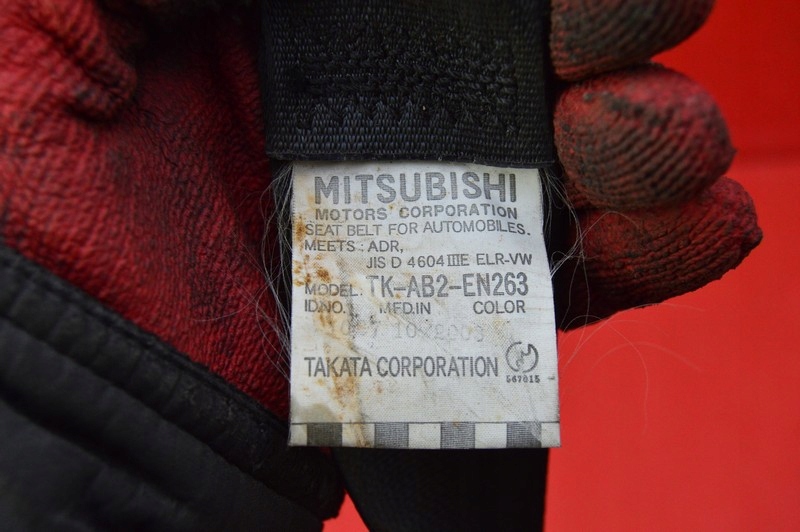 MITSUBISHI
MOTORS CORPORATION
SEAT BELT FOR AUTOMOBILES.
MEETS: ADR,
JIS D 4604 IIIE ELR-VW
MODEL. TK-AB2-EN263
ID.NO. MFD.IN COLOR
TAKATA CORPORATION
567015